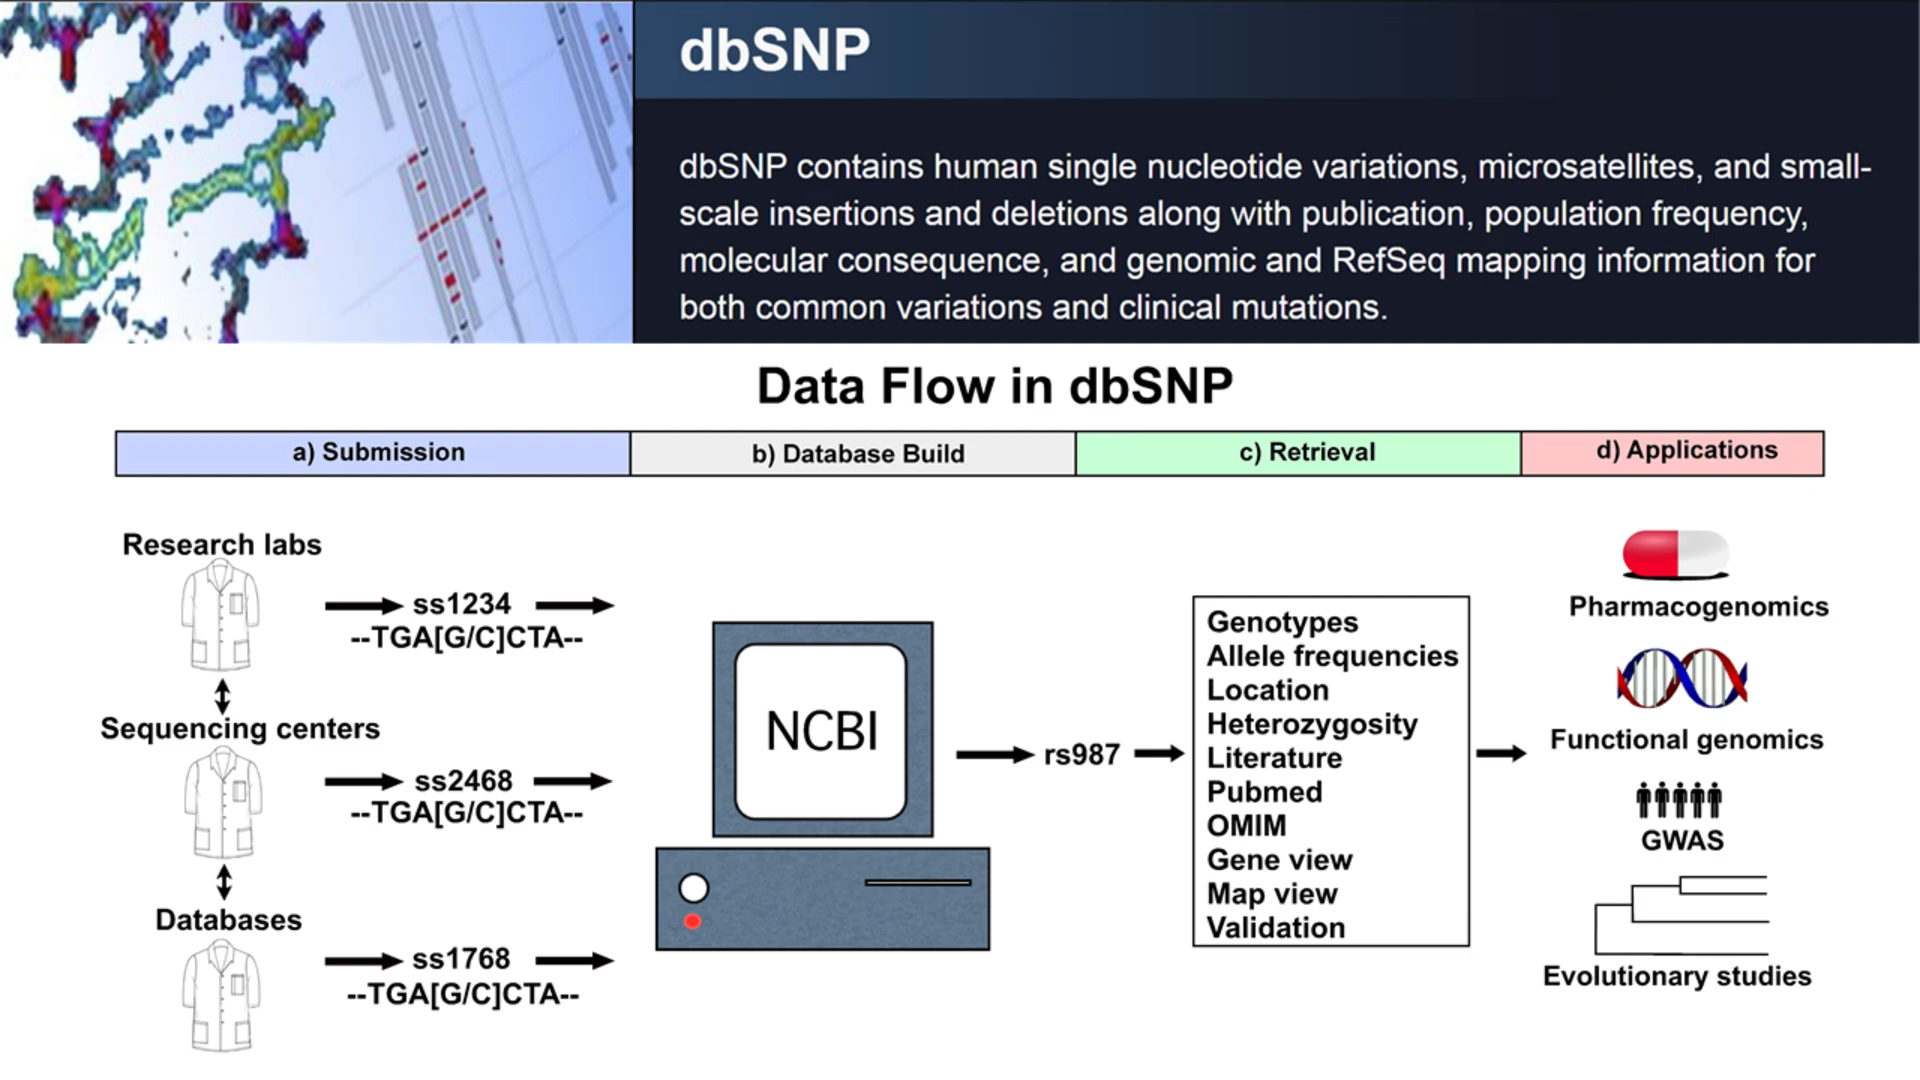 dbSNP
dbSNP contains human single nucleotide variations, microsatellites, and small-
scale insertions and deletions along with publication, population frequency,
molecular consequence, and genomic and RefSeq mapping information for
both common variations and clinical mutations.
Data Flow in dbSNP
a) Submission
b) Database Build
c) Retrieval
d) Applications
Research labs
ss1234
--TGA[G/C]CTA--
Sequencing centers
ss2468
--TGA[G/C]CTA--
Databases
ss1768
--TGA[G/C]CTA--
NCBI
rs987
Genotypes
Allele frequencies
Location
Heterozygosity
Literature
Pubmed
OMIM
Gene view
Map view
Validation
Pharmacogenomics
Functional genomics
GWAS
Evolutionary studies